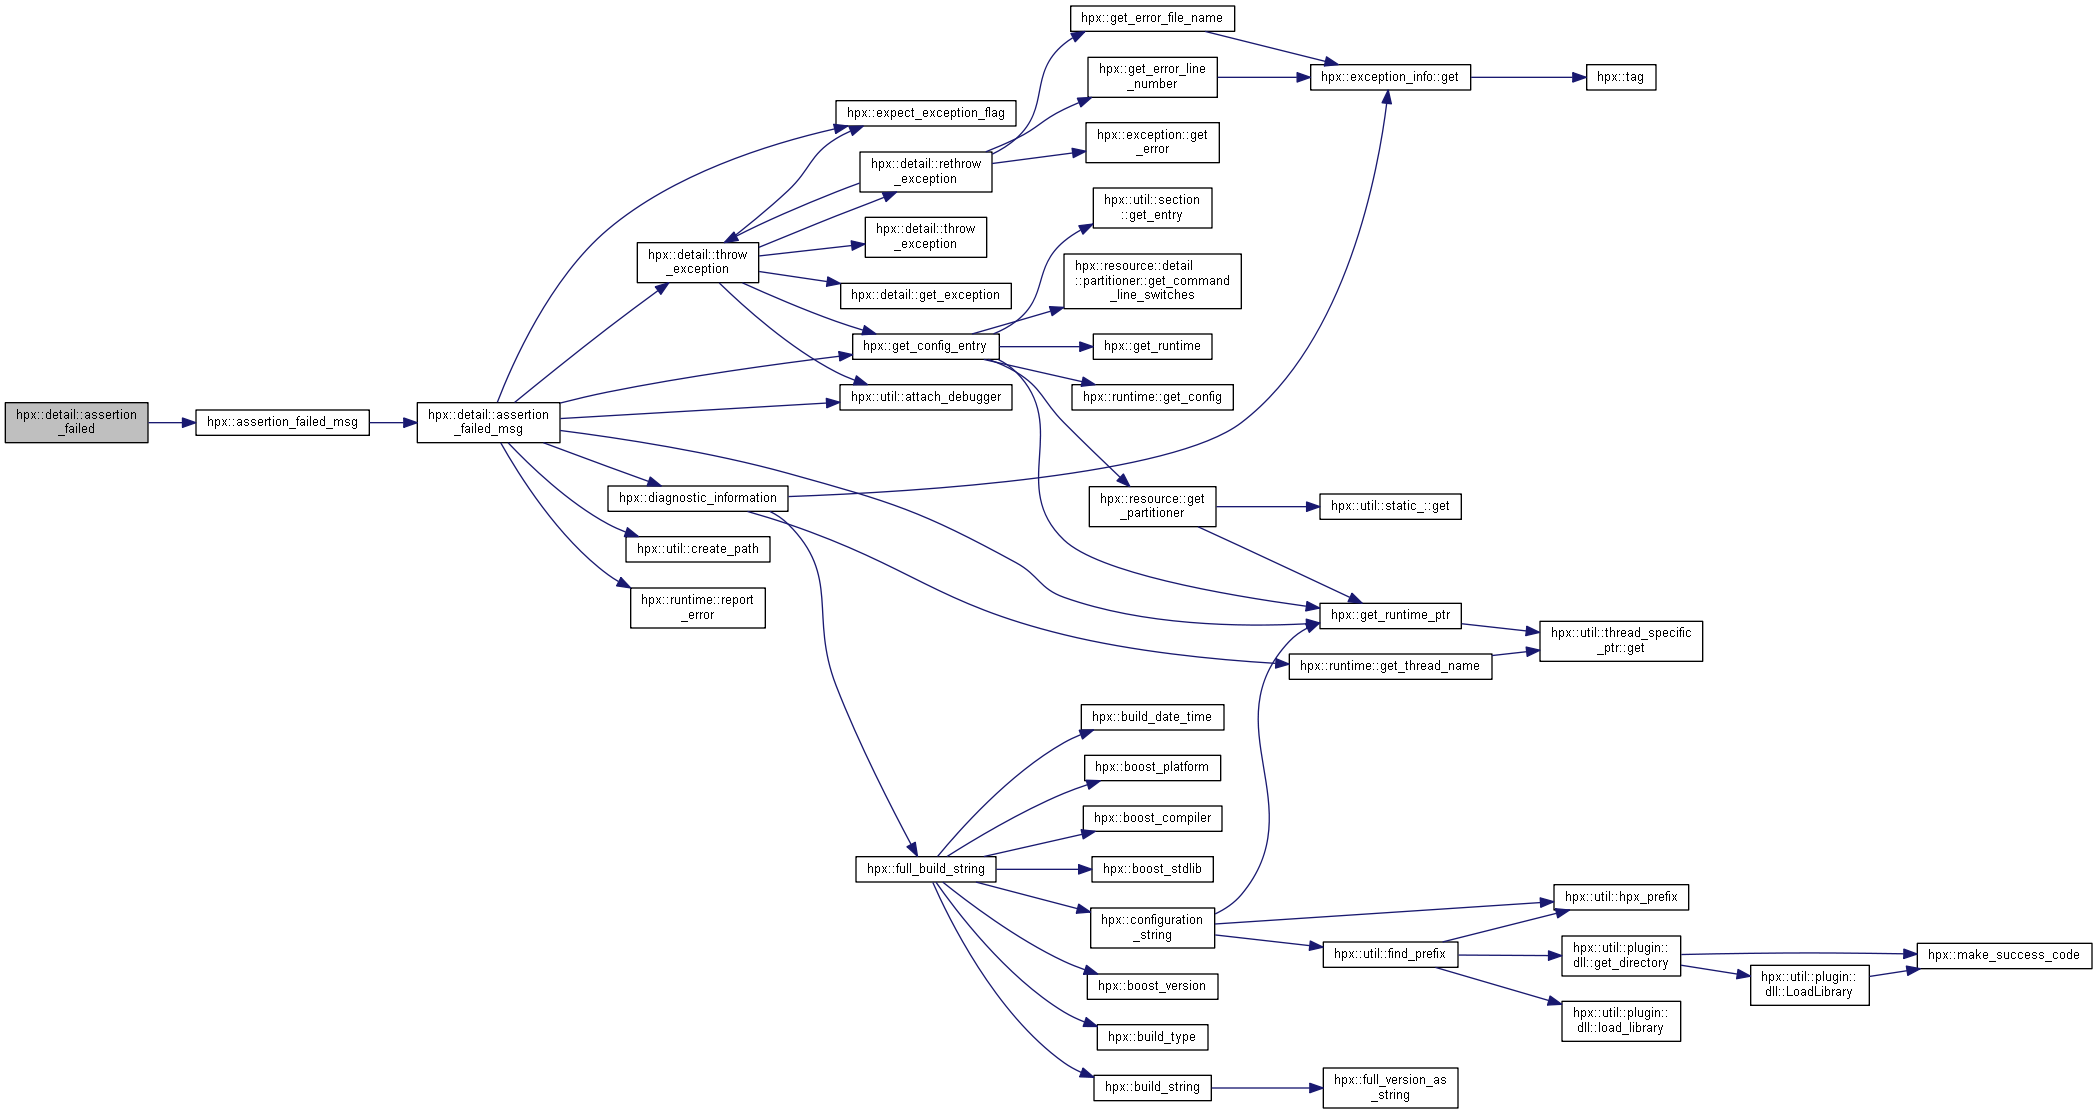 hpx::detail::assertion
_failed
hpx::assertion_failed_msg
hpx::detail::assertion
_failed_msg
hpx::detail::throw
_exception
hpx::diagnostic_information
hpx::util::create_path
hpx::runtime::report
_error
hpx::expect_exception_flag
hpx::detail::rethrow
_exception
hpx::detail::throw
_exception
hpx::detail::get_exception
hpx::get_config_entry
hpx::util::attach_debugger
hpx::full_build_string
hpx::get_error_file_name
hpx::get_error_line
_number
hpx::exception::get
_error
hpx::util::section
::get_entry
hpx::resource::detail
::partitioner::get_command
_line_switches
hpx::get_runtime
hpx::runtime::get_config
hpx::resource::get
_partitioner
hpx::build_date_time
hpx::boost_platform
hpx::boost_compiler
hpx::boost_stdlib
hpx::configuration
_string
hpx::boost_version
hpx::build_type
hpx::build_string
hpx::exception_info::get
hpx::util::static_::get
hpx::get_runtime_ptr
hpx::runtime::get_thread_name
hpx::util::find_prefix
hpx::full_version_as
_string
hpx::tag
hpx::util::thread_specific
_ptr::get
hpx::util::hpx_prefix
hpx::util::plugin::
dll::get_directory
hpx::util::plugin::
dll::load_library
hpx::util::plugin::
dll::LoadLibrary
hpx::make_success_code